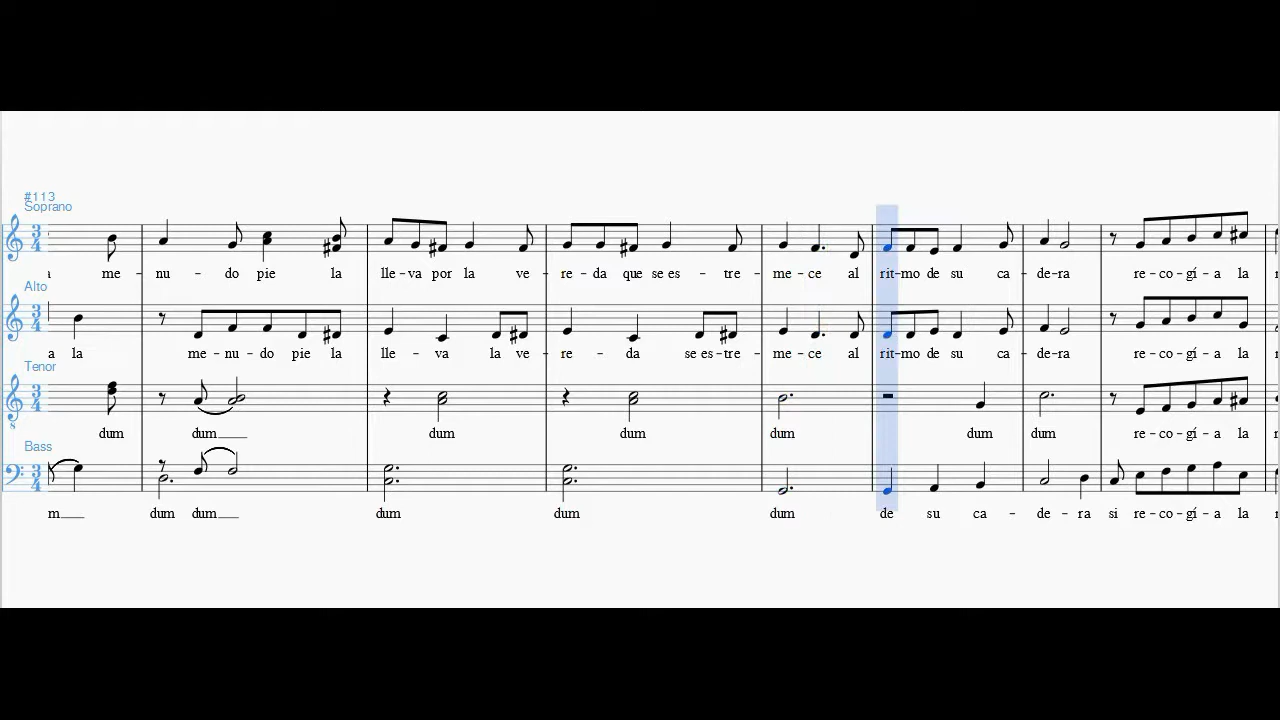 #113
Soprano
me - nu - do pie la lle - va por la ve - re - da que se es - tre - me - ce al rit - mo de su ca - de - ra re - co - gí - a la
Alto
a la me - nu - do pie la lle - va la ve - re - da se es - tre - me - ce al rit - mo de su ca - de - ra re - co - gí - a la
Tenor
dum dum dum dum dum dum dum re - co - gí - a la
Bass
m dum dum dum dum dum de su ca - de - ra si re - co - gí - a la